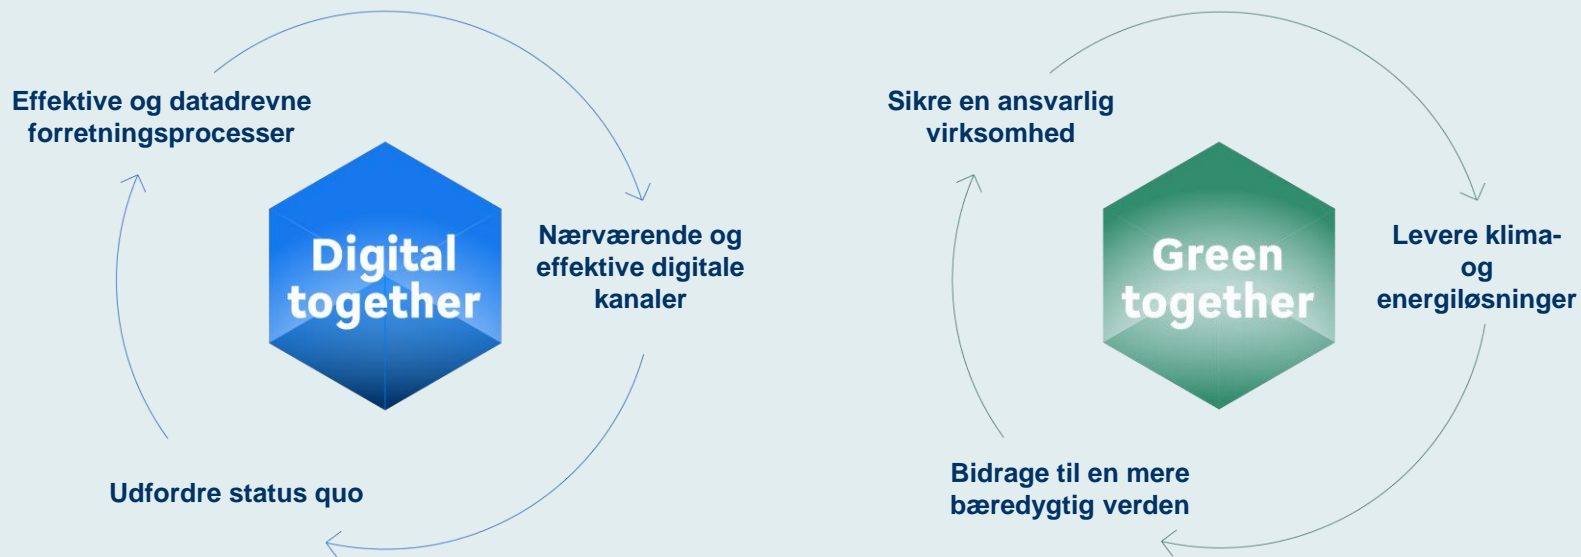 Effektive og datadrevne
forretningsprocesser
Digital
together
Nærværende og
effektive digitale
kanaler
Udfordre status quo
Sikre en ansvarlig
virksomhed
Green
together
Levere klima-
og
energiløsninger
Bidrage til en mere
bæredygtig verden